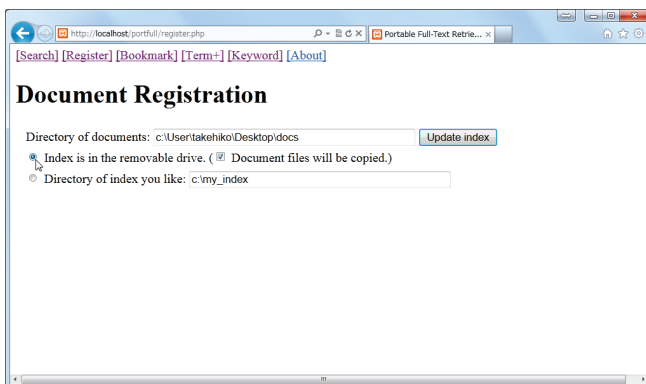 http://localhost/portfull/register.php
Portable Full-Text Retrie...
[Search] [Register] [Bookmark] [Term+] [Keyword] [About]
Document Registration
Directory of documents: c:\User\takehiko\Desktop\docs Update index
Index is in the removable drive. ( Document files will be copied.)
Directory of index you like: c:\my_index